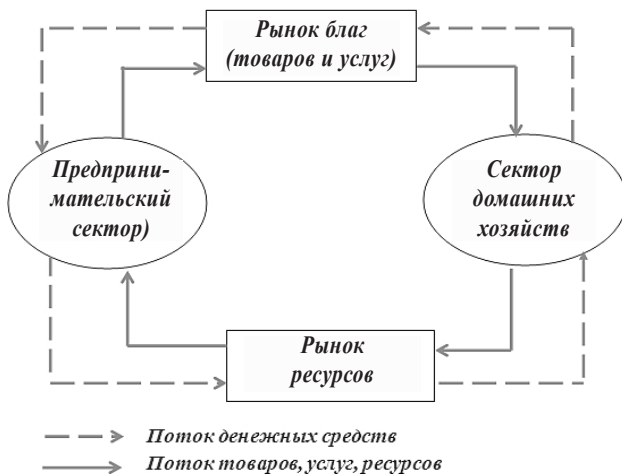 Рынок благ
(товаров и услуг)
Предприни-
мательский
сектор)
Сектор
домашних
хозяйств
Рынок
ресурсов
Поток денежных средств
Поток товаров, услуг, ресурсов